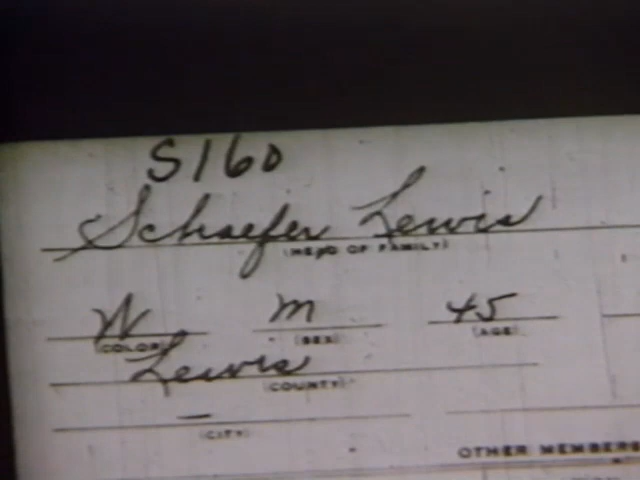 S160
Schaefer Lewis
(HEAD OF FAMILY)
W M 45
(COLOR) (SEX) (AGE)
Lewis
(COUNTY)
—
(CITY)
OTHER MEMBERS